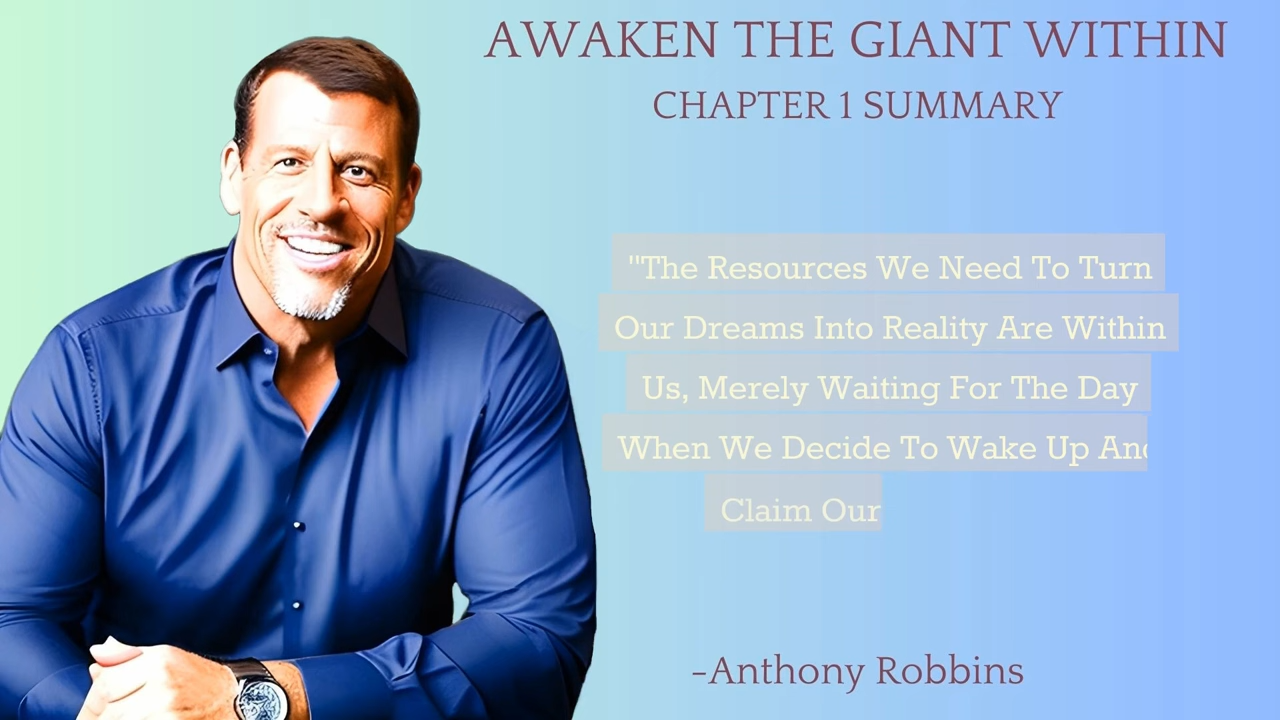 AWAKEN THE GIANT WITHIN
CHAPTER 1 SUMMARY
"The Resources We Need To Turn
Our Dreams Into Reality Are Within
Us, Merely Waiting For The Day
When We Decide To Wake Up And
Claim Our
-Anthony Robbins